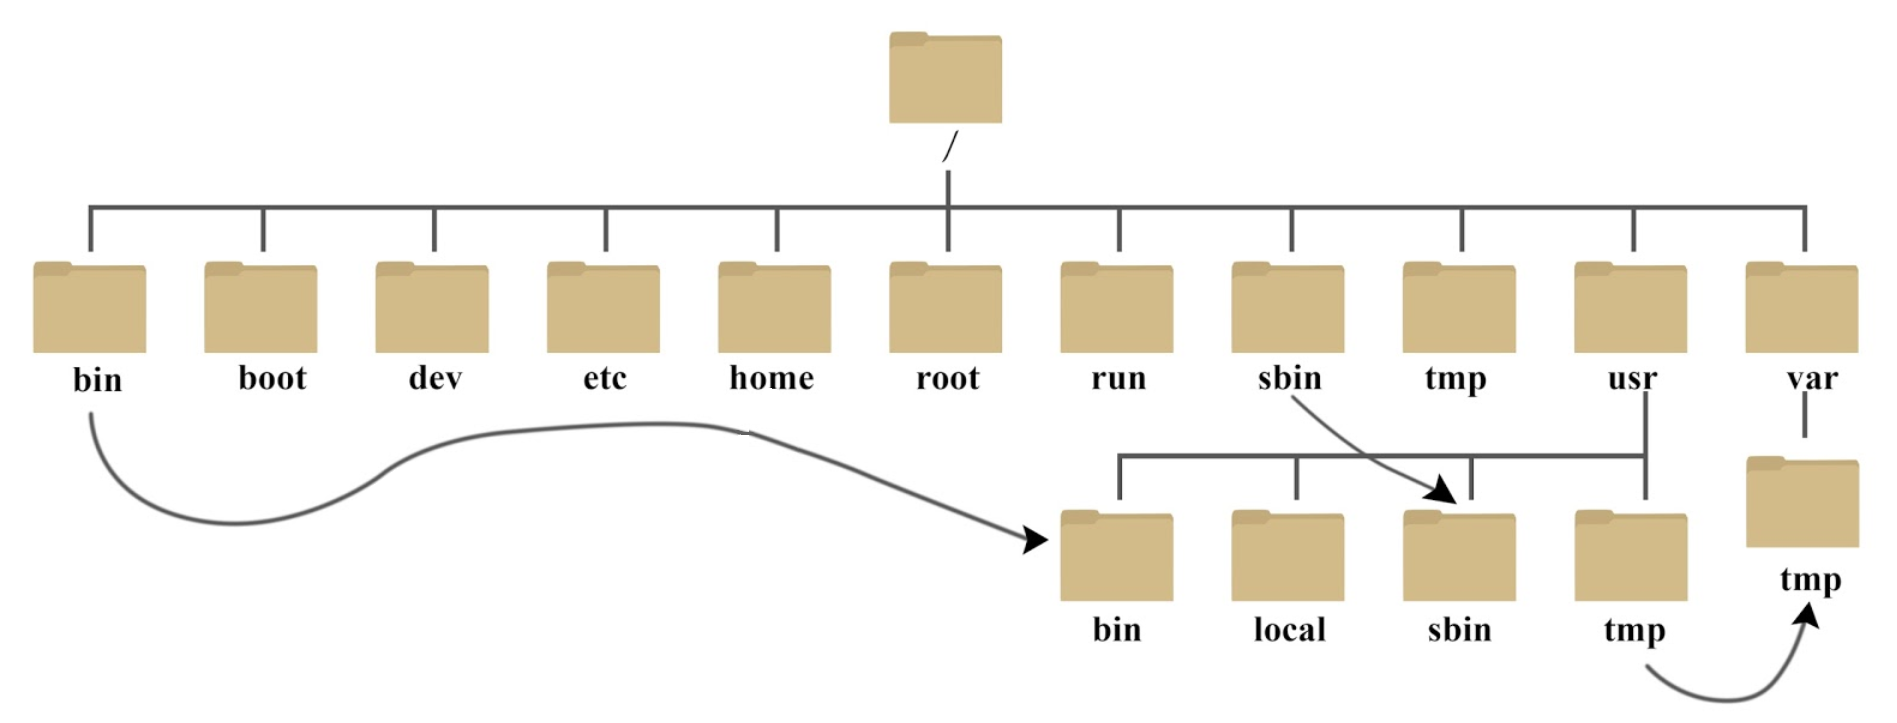 /
bin boot dev etc home root run sbin tmp usr var
tmp
bin local sbin tmp